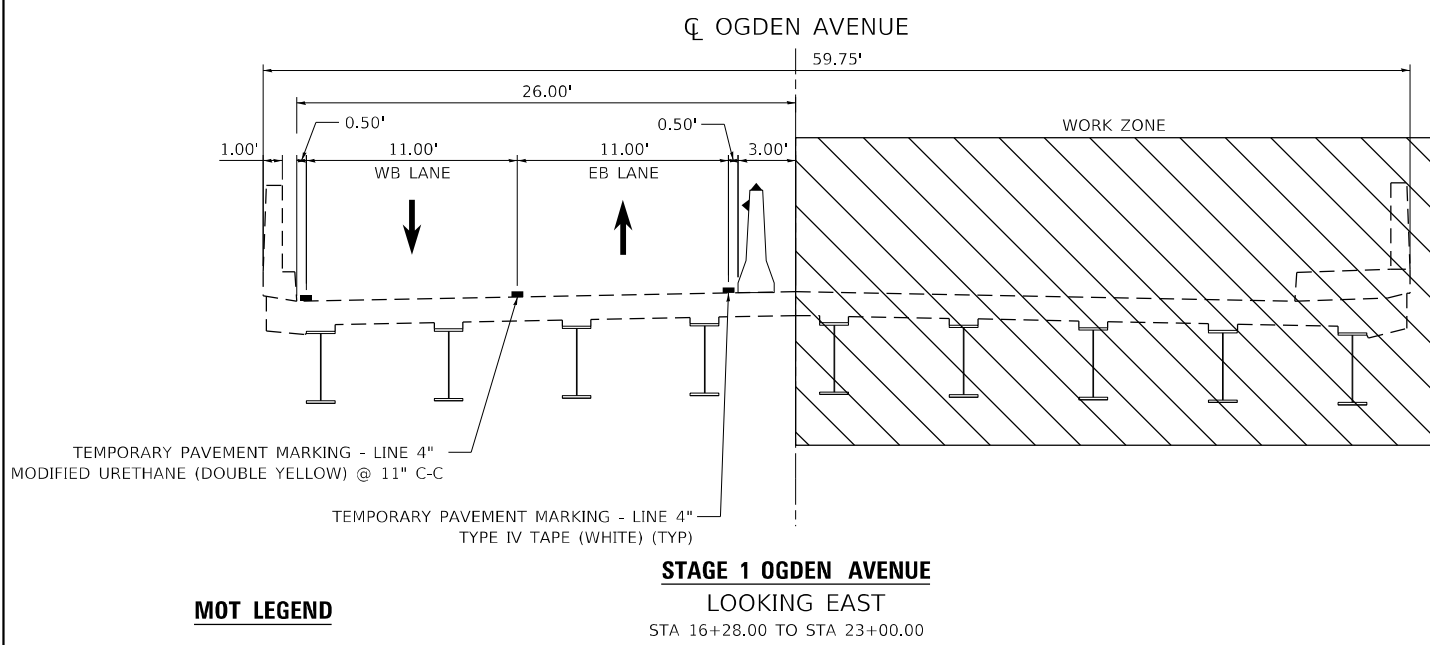 ℄ OGDEN AVENUE
59.75'
26.00'
0.50'
0.50'
WORK ZONE
1.00'
11.00'
11.00'
3.00'
WB LANE
EB LANE
TEMPORARY PAVEMENT MARKING - LINE 4"
MODIFIED URETHANE (DOUBLE YELLOW) @ 11" C-C
TEMPORARY PAVEMENT MARKING - LINE 4"
TYPE IV TAPE (WHITE) (TYP)
STAGE 1 OGDEN AVENUE
MOT LEGEND
LOOKING EAST
STA 16+28.00 TO STA 23+00.00